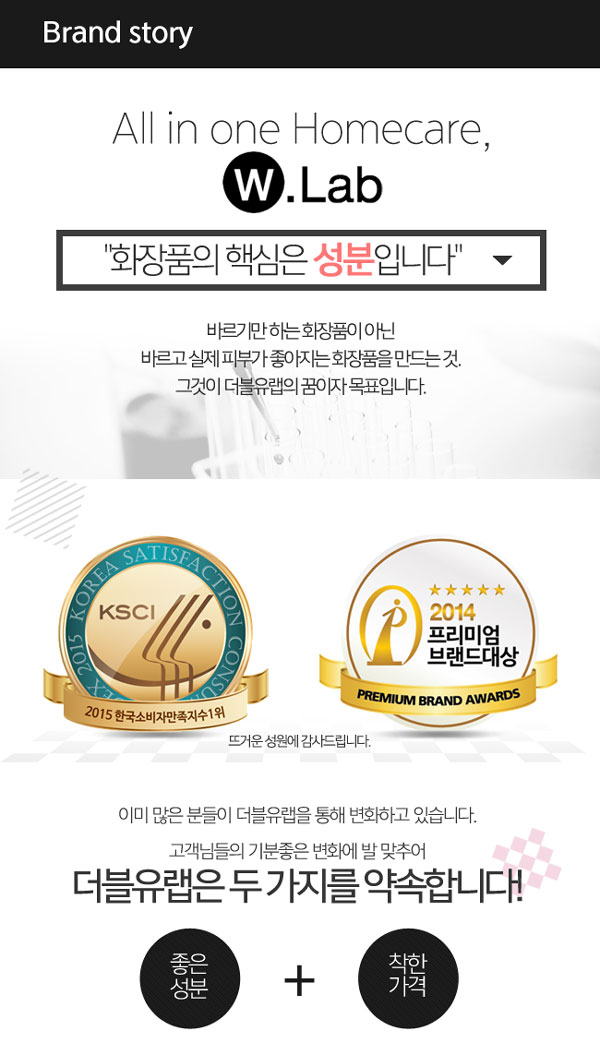 Brand story
All in one Homecare,
W.Lab
"화장품의 핵심은 성분입니다"
바르기만 하는 화장품이 아닌
바르고 실제 피부가 좋아지는 화장품을 만드는 것.
그것이 더블유랩의 꿈이자 목표입니다.
2015 KOREA SATISFACTION
KSCI
2015 한국소비자만족지수1위
2014
프리미엄
브랜드대상
PREMIUM BRAND AWARDS
뜨거운 성원에 감사드립니다.
이미 많은 분들이 더블유랩을 통해 변화하고 있습니다.
고객님들의 기분좋은 변화에 발 맞추어
더블유랩은 두 가지를 약속합니다!
좋은
성분
+
착한
가격